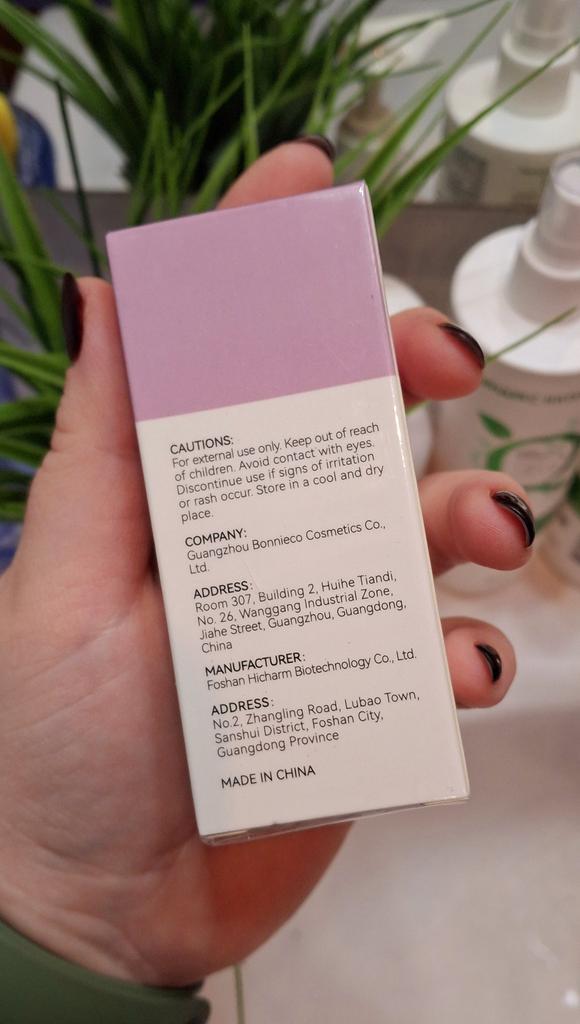 CAUTIONS:
For external use only. Keep out of reach
of children. Avoid contact with eyes.
Discontinue use if signs of irritation
or rash occur. Store in a cool and dry
place.
COMPANY:
Guangzhou Bonnieco Cosmetics Co.,
Ltd.
ADDRESS:
Room 307, Building 2, Huihe Tiandi,
No. 26, Wanggang Industrial Zone,
Jiahe Street, Guangzhou, Guangdong,
China
MANUFACTURER:
Foshan Hicharm Biotechnology Co., Ltd.
ADDRESS:
No.2, Zhangling Road, Lubao Town,
Sanshui District, Foshan City,
Guangdong Province
MADE IN CHINA